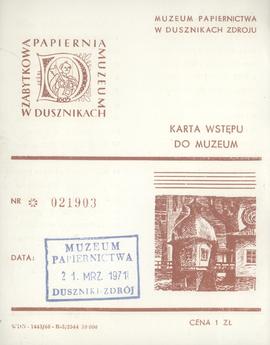 MUZEUM PAPIERNICTWA
W DUSZNIKACH ZDROJU
ZABYTKOWA PAPIERNIA MUZEUM
W DUSZNIKACH
KARTA WSTĘPU
DO MUZEUM
NR ※ 021903
DATA:
MUZEUM
PAPIERNICTWA
21. MRZ. 1971
DUSZNIKI-ZDRÓJ
CENA 1 ZŁ